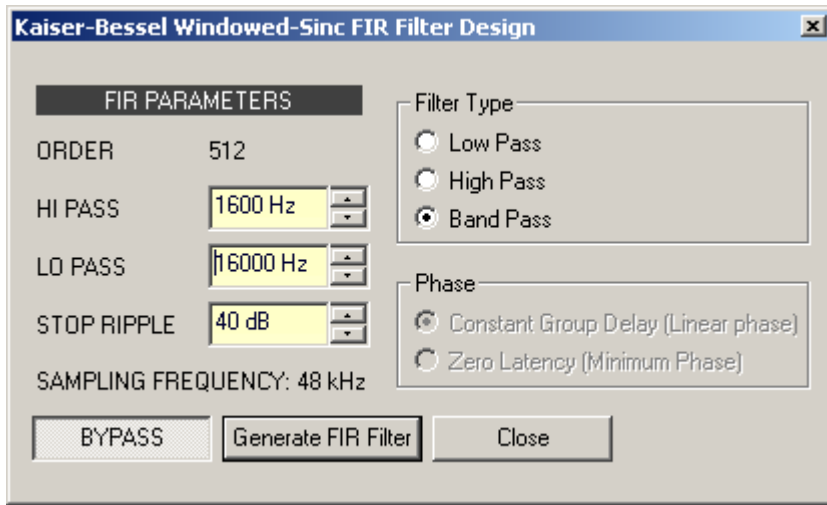 Kaiser-Bessel Windowed-Sinc FIR Filter Design
FIR PARAMETERS
ORDER 512
HI PASS 1600 Hz
LO PASS 16000 Hz
STOP RIPPLE 40 dB
SAMPLING FREQUENCY: 48 kHz
Filter Type
Low Pass
High Pass
Band Pass
Phase
Constant Group Delay (Linear phase)
Zero Latency (Minimum Phase)
BYPASS
Generate FIR Filter
Close